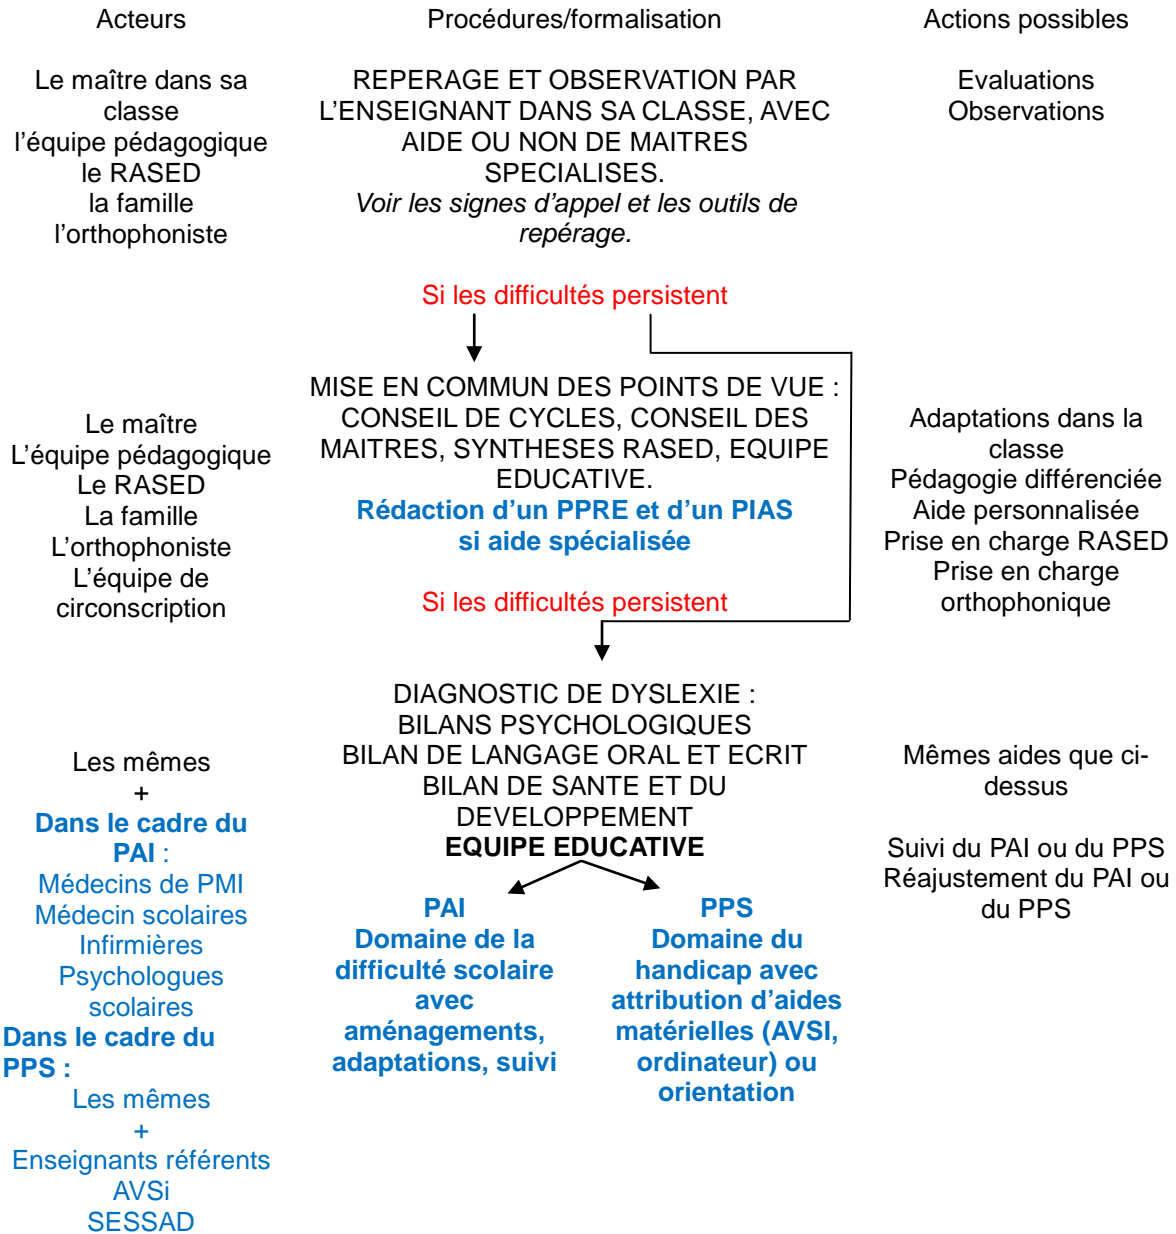 Acteurs
Procédures/formalisation
Actions possibles
Le maître dans sa
classe
l’équipe pédagogique
le RASED
la famille
l’orthophoniste
REPERAGE ET OBSERVATION PAR
L’ENSEIGNANT DANS SA CLASSE, AVEC
AIDE OU NON DE MAITRES
SPECIALISES.
Voir les signes d’appel et les outils de
repérage.
Evaluations
Observations
Si les difficultés persistent
Le maître
L’équipe pédagogique
Le RASED
La famille
L’orthophoniste
L’équipe de
circonscription
MISE EN COMMUN DES POINTS DE VUE :
CONSEIL DE CYCLES, CONSEIL DES
MAITRES, SYNTHESES RASED, EQUIPE
EDUCATIVE.
Rédaction d’un PPRE et d’un PIAS
si aide spécialisée
Adaptations dans la
classe
Pédagogie différenciée
Aide personnalisée
Prise en charge RASED
Prise en charge
orthophonique
Si les difficultés persistent
Les mêmes
+
Dans le cadre du
PAI :
Médecins de PMI
Médecin scolaires
Infirmières
Psychologues
scolaires
Dans le cadre du
PPS :
Les mêmes
+
Enseignants référents
AVSi
SESSAD
DIAGNOSTIC DE DYSLEXIE :
BILANS PSYCHOLOGIQUES
BILAN DE LANGAGE ORAL ET ECRIT
BILAN DE SANTE ET DU
DEVELOPPEMENT
EQUIPE EDUCATIVE
PAI
Domaine de la
difficulté scolaire
avec
aménagements,
adaptations, suivi
PPS
Domaine du
handicap avec
attribution d’aides
matérielles (AVSI,
ordinateur) ou
orientation
Mêmes aides que ci-
dessus
Suivi du PAI ou du PPS
Réajustement du PAI ou
du PPS